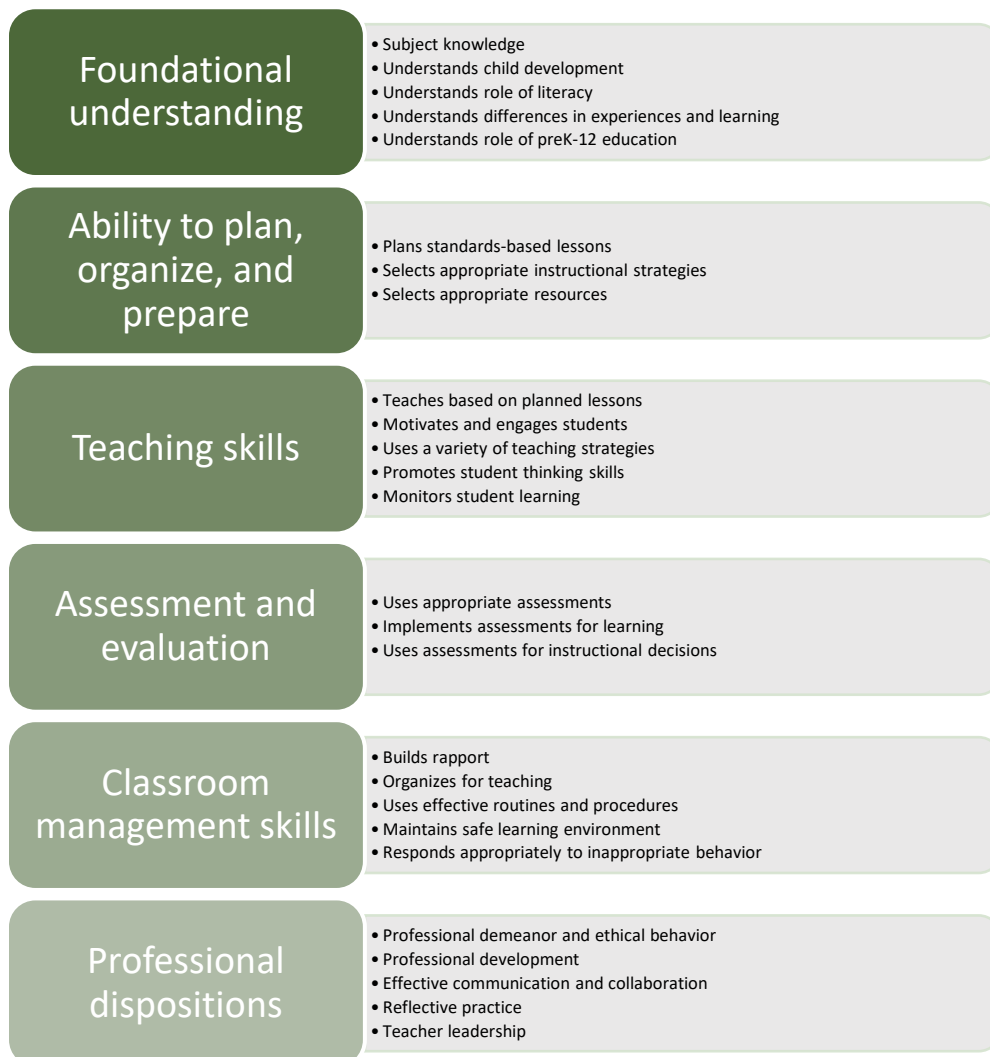 Foundational
understanding
• Subject knowledge
• Understands child development
• Understands role of literacy
• Understands differences in experiences and learning
• Understands role of preK-12 education
Ability to plan,
organize, and
prepare
• Plans standards-based lessons
• Selects appropriate instructional strategies
• Selects appropriate resources
Teaching skills
• Teaches based on planned lessons
• Motivates and engages students
• Uses a variety of teaching strategies
• Promotes student thinking skills
• Monitors student learning
Assessment and
evaluation
• Uses appropriate assessments
• Implements assessments for learning
• Uses assessments for instructional decisions
Classroom
management skills
• Builds rapport
• Organizes for teaching
• Uses effective routines and procedures
• Maintains safe learning environment
• Responds appropriately to inappropriate behavior
Professional
dispositions
• Professional demeanor and ethical behavior
• Professional development
• Effective communication and collaboration
• Reflective practice
• Teacher leadership